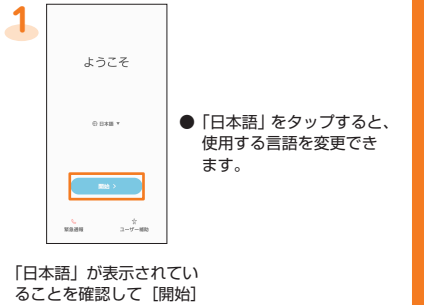 1
ようこそ
日本語 ▼
開始 >
緊急通報
ユーザー補助
●「日本語」をタップすると、
使用する言語を変更でき
ます。
「日本語」が表示されてい
ることを確認して［開始］